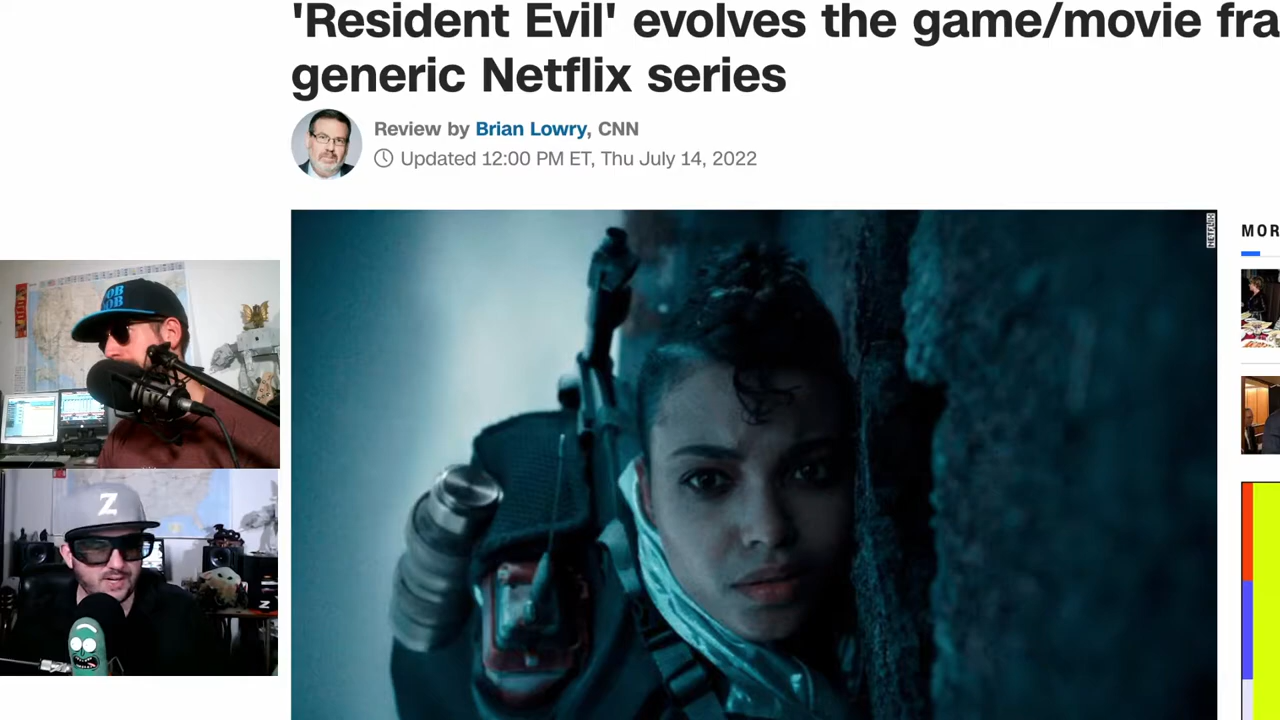 'Resident Evil' evolves the game/movie fra
generic Netflix series
Review by Brian Lowry, CNN
Updated 12:00 PM ET, Thu July 14, 2022
NETFLIX
MOR
Z